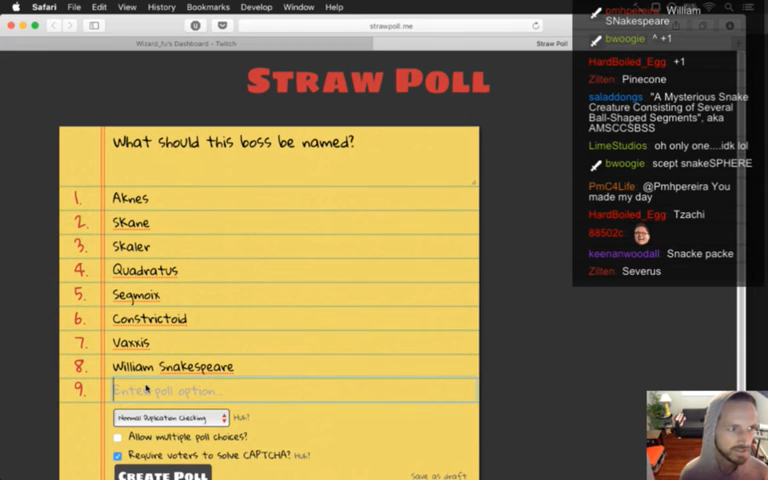 Safari File Edit View History Bookmarks Develop Window Help
strawpoll.me
Wizard_fu's Dashboard - Twitch
Straw Poll
STRAW POLL
What should this boss be named?
1. Aknes
2. Skane
3. Skaler
4. Quadratus
5. Segmoix
6. Constrictoid
7. Vaxxis
8. William Snakespeare
9. Enter poll option...
Normal Duplication Checking Huh?
Allow multiple poll choices?
Require voters to solve CAPTCHA? Huh?
CREATE POLL
Save as draft
pmhpereira William
SNakespeare
bwoogie ^ +1
HardBoiled_Egg +1
Zilten Pinecone
saladdongs "A Mysterious Snake
Creature Consisting of Several
Ball-Shaped Segments", aka
AMSCCSBSS
LimeStudios oh only one....idk lol
bwoogie scept snakeSPHERE
PmC4Life @Pmhpereira You
made my day
HardBoiled_Egg Tzachi
88502c
keenanwoodall Snacke packe
Zilten Severus